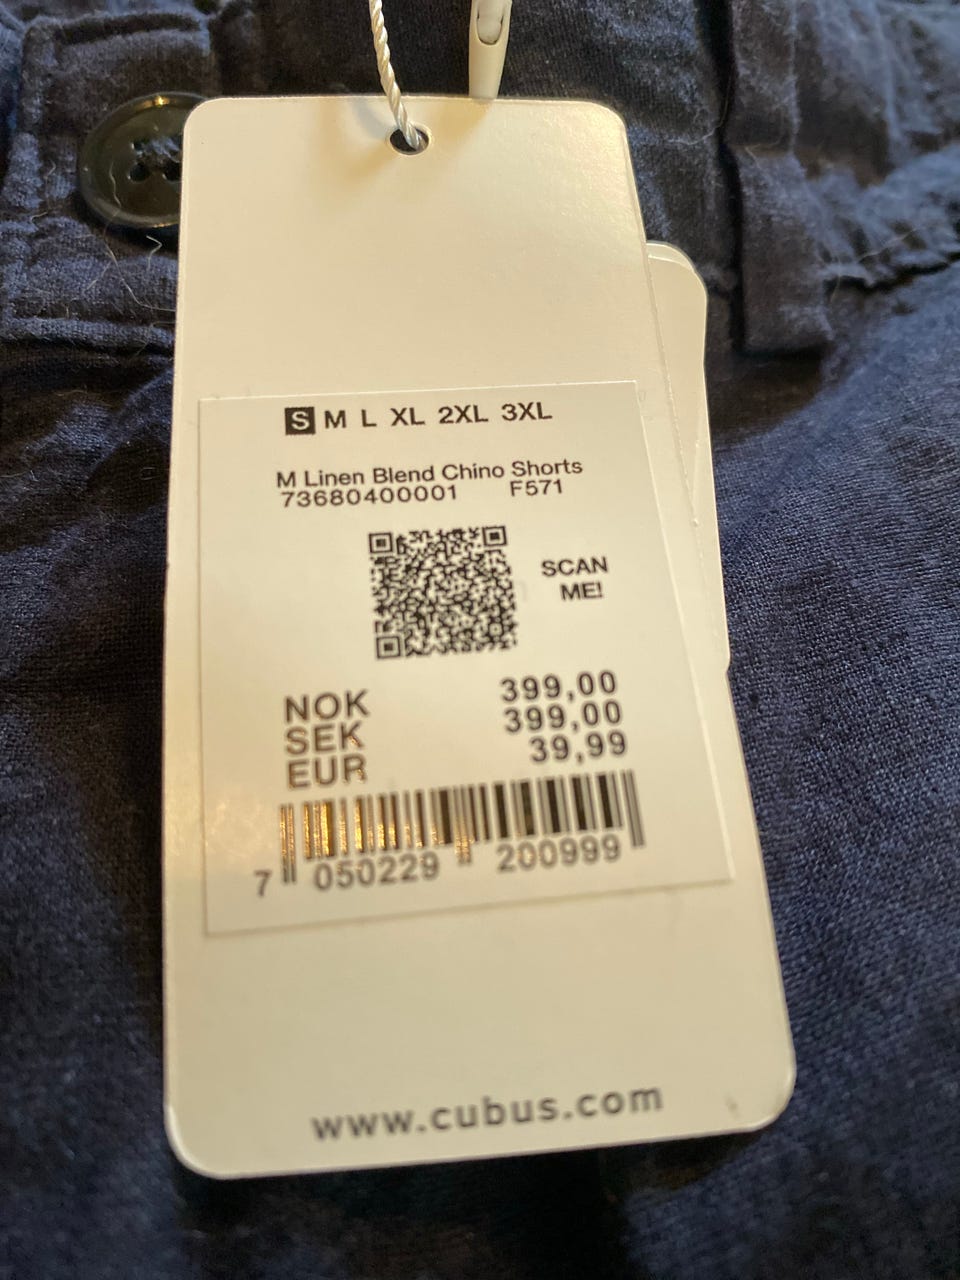 S M L XL 2XL 3XL
M Linen Blend Chino Shorts
73680400001 F571
SCAN
ME!
NOK 399,00
SEK 399,00
EUR 39,99
7 050229 200999
www.cubus.com